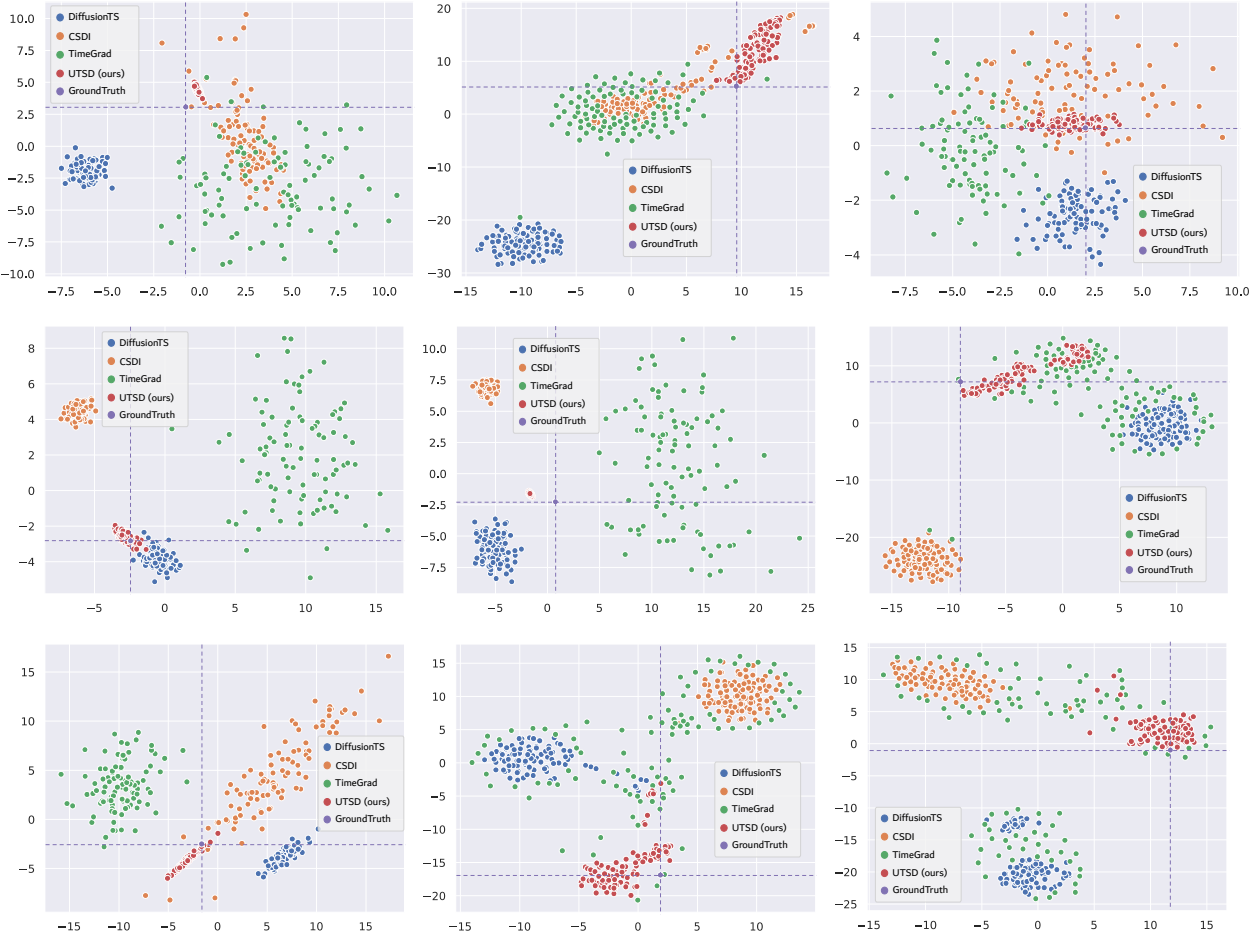 DiffusionTS
CSDI
TimeGrad
UTSD (ours)
GroundTruth
10.0
7.5
5.0
2.5
0.0
−2.5
−5.0
−7.5
−10.0
−7.5 −5.0 −2.5 0.0 2.5 5.0 7.5 10.0
20
10
0
−10
−20
−30
DiffusionTS
CSDI
TimeGrad
UTSD (ours)
GroundTruth
−15 −10 −5 0 5 10 15
4
2
0
−2
−4
DiffusionTS
CSDI
TimeGrad
UTSD (ours)
GroundTruth
−7.5 −5.0 −2.5 0.0 2.5 5.0 7.5 10.0
DiffusionTS
CSDI
TimeGrad
UTSD (ours)
GroundTruth
8
6
4
2
0
−2
−4
−5 0 5 10 15
DiffusionTS
CSDI
TimeGrad
UTSD (ours)
GroundTruth
10.0
7.5
5.0
2.5
0.0
−2.5
−5.0
−7.5
−5 0 5 10 15 20 25
10
0
−10
−20
DiffusionTS
CSDI
TimeGrad
UTSD (ours)
GroundTruth
−15 −10 −5 0 5 10
15
10
5
0
−5
DiffusionTS
CSDI
TimeGrad
UTSD (ours)
GroundTruth
−15 −10 −5 0 5 10 15
15
10
5
0
−5
−10
−15
−20
DiffusionTS
CSDI
TimeGrad
UTSD (ours)
GroundTruth
−15 −10 −5 0 5 10
15
10
5
0
−5
−10
−15
−20
−25
DiffusionTS
CSDI
TimeGrad
UTSD (ours)
GroundTruth
−15 −10 −5 0 5 10 15